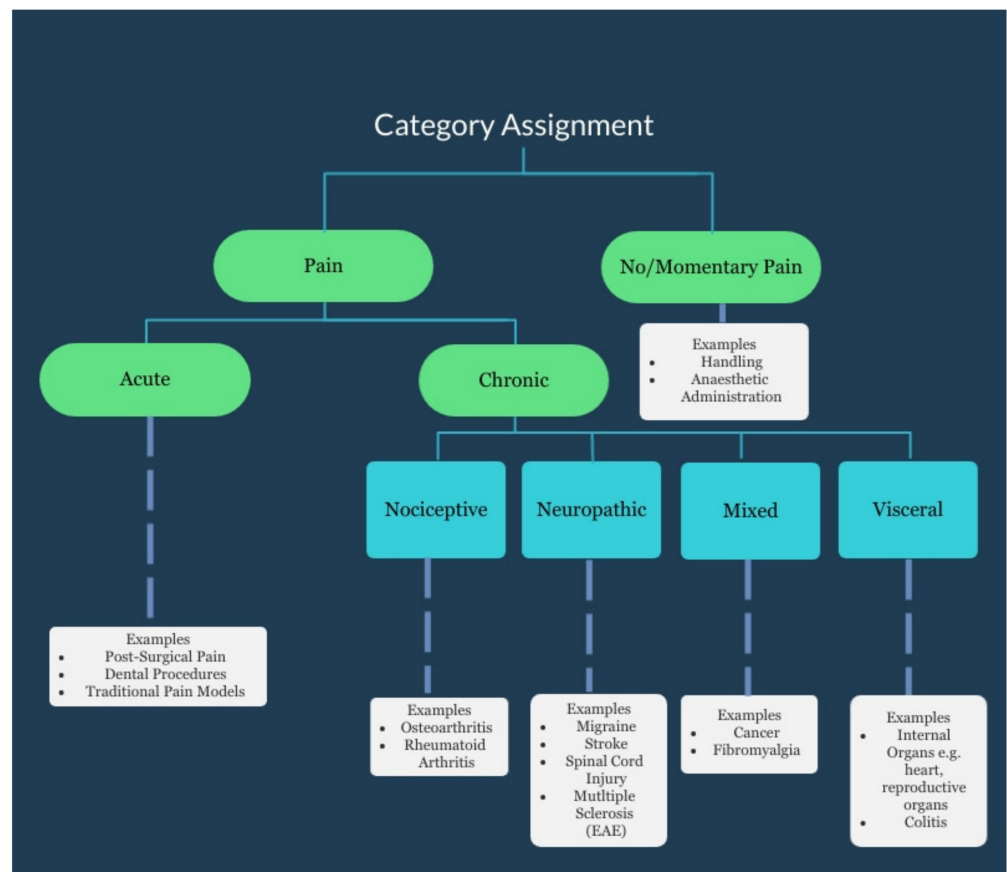 Category Assignment
Pain
No/Momentary Pain
Examples
• Handling
• Anaesthetic
Administration
Acute
Chronic
Nociceptive
Neuropathic
Mixed
Visceral
Examples
• Post-Surgical Pain
• Dental Procedures
• Traditional Pain Models
Examples
• Osteoarthritis
• Rheumatoid
Arthritis
Examples
• Migraine
• Stroke
• Spinal Cord
Injury
• Mutltiple
Sclerosis
(EAE)
Examples
• Cancer
• Fibromyalgia
Examples
• Internal
Organs e.g.
heart,
reproductive
organs
• Colitis